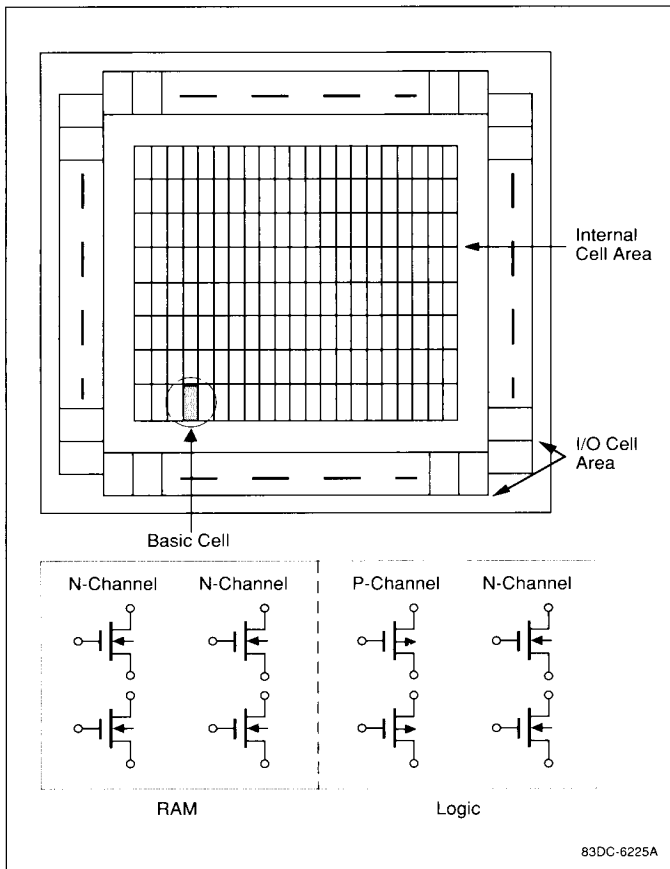 Internal
Cell Area
I/O Cell
Area
Basic Cell
N-Channel N-Channel P-Channel N-Channel
RAM Logic
83DC-6225A